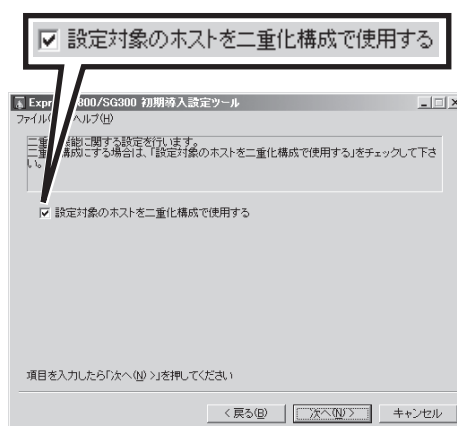 設定対象のホストを二重化構成で使用する
Expr 800/SG300 初期導入設定ツール
ファイル ヘルプ(H)
二重 機能に関する設定を行います。
二重 構成にする場合は、「設定対象のホストを二重化構成で使用する」をチェックして下さ
い。
設定対象のホストを二重化構成で使用する
項目を入力したら「次へ(N) >」を押してください
< 戻る(B)
次へ(N) >
キャンセル